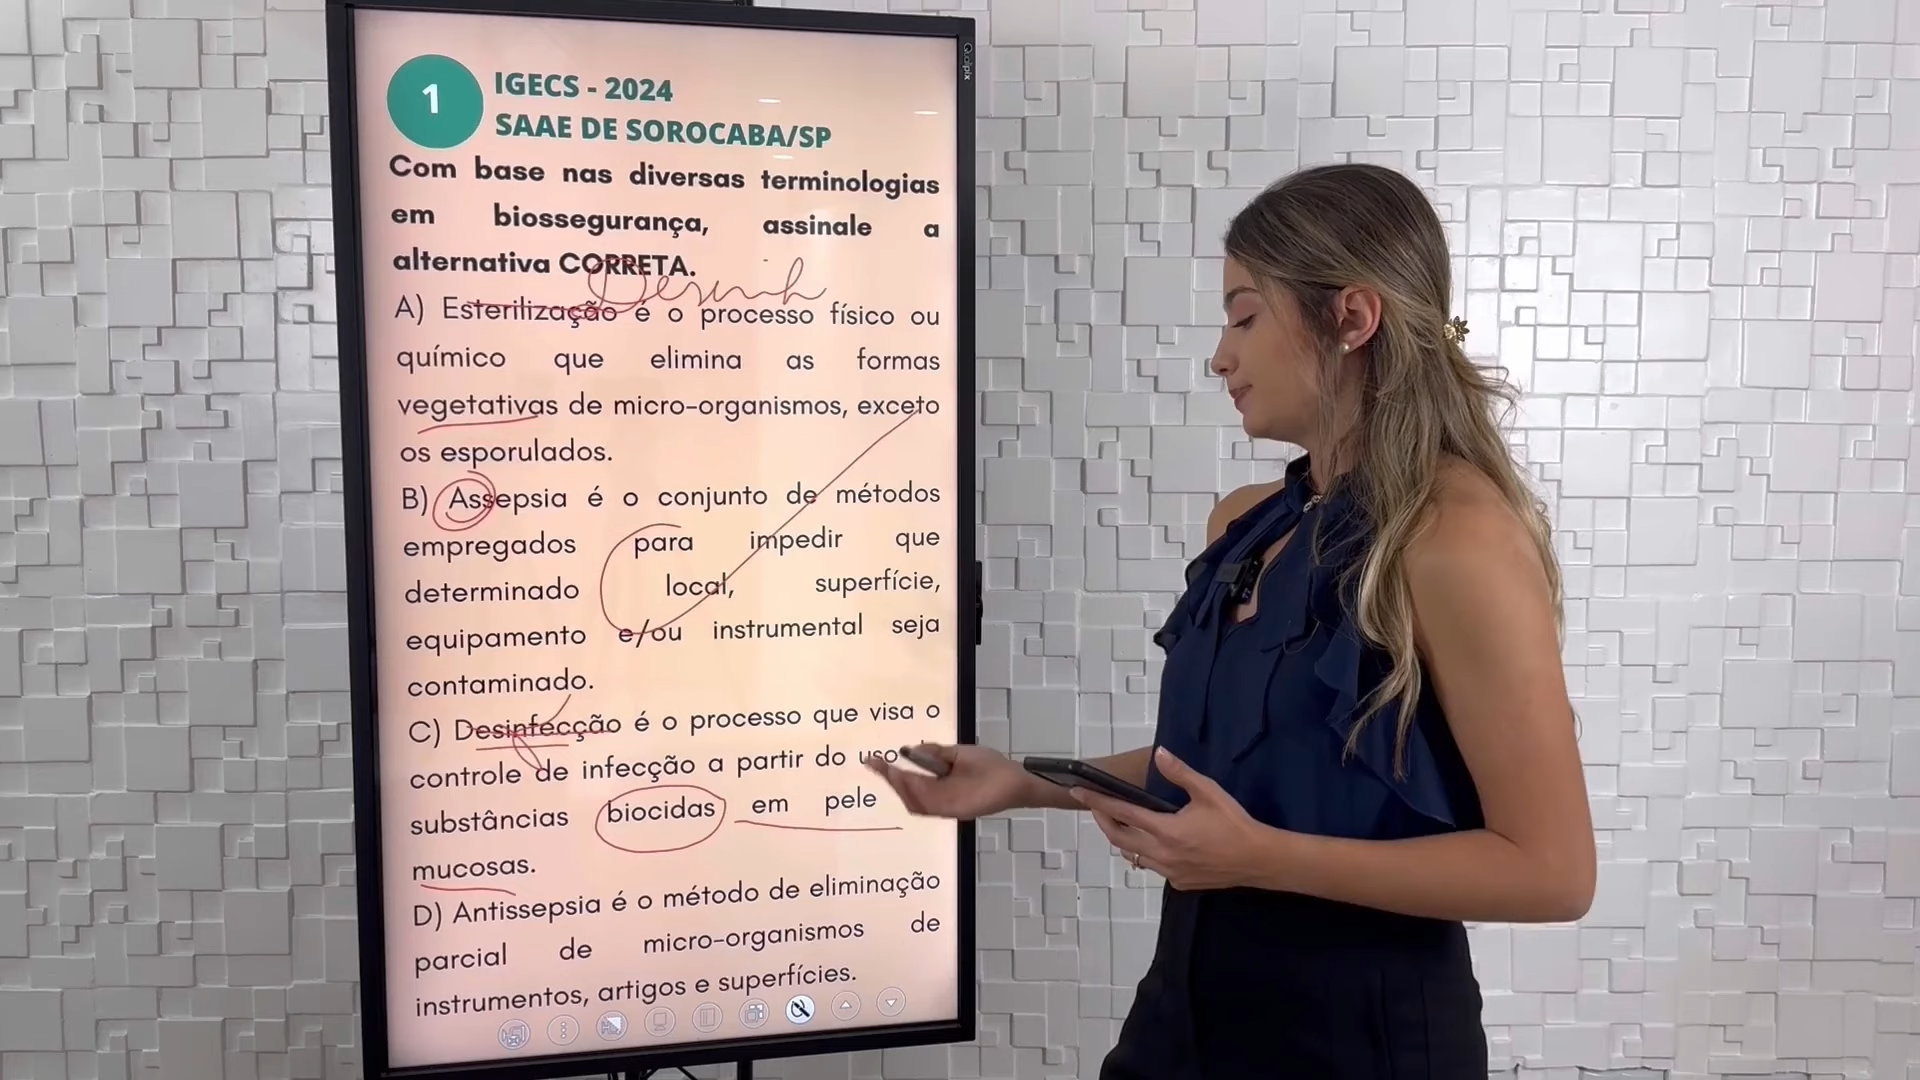 1
IGECS - 2024
SAAE DE SOROCABA/SP
Com base nas diversas terminologias
em biossegurança, assinale a
alternativa CORRETA.
Desinf
A) Esterilização é o processo físico ou
químico que elimina as formas
vegetativas de micro-organismos, exceto
os esporulados.
B) Assepsia é o conjunto de métodos
empregados para impedir que
determinado local, superfície,
equipamento e/ou instrumental seja
contaminado.
C) Desinfecção é o processo que visa o
controle de infecção a partir do uso
substâncias biocidas em pele
mucosas.
D) Antissepsia é o método de eliminação
parcial de micro-organismos de
instrumentos, artigos e superfícies.